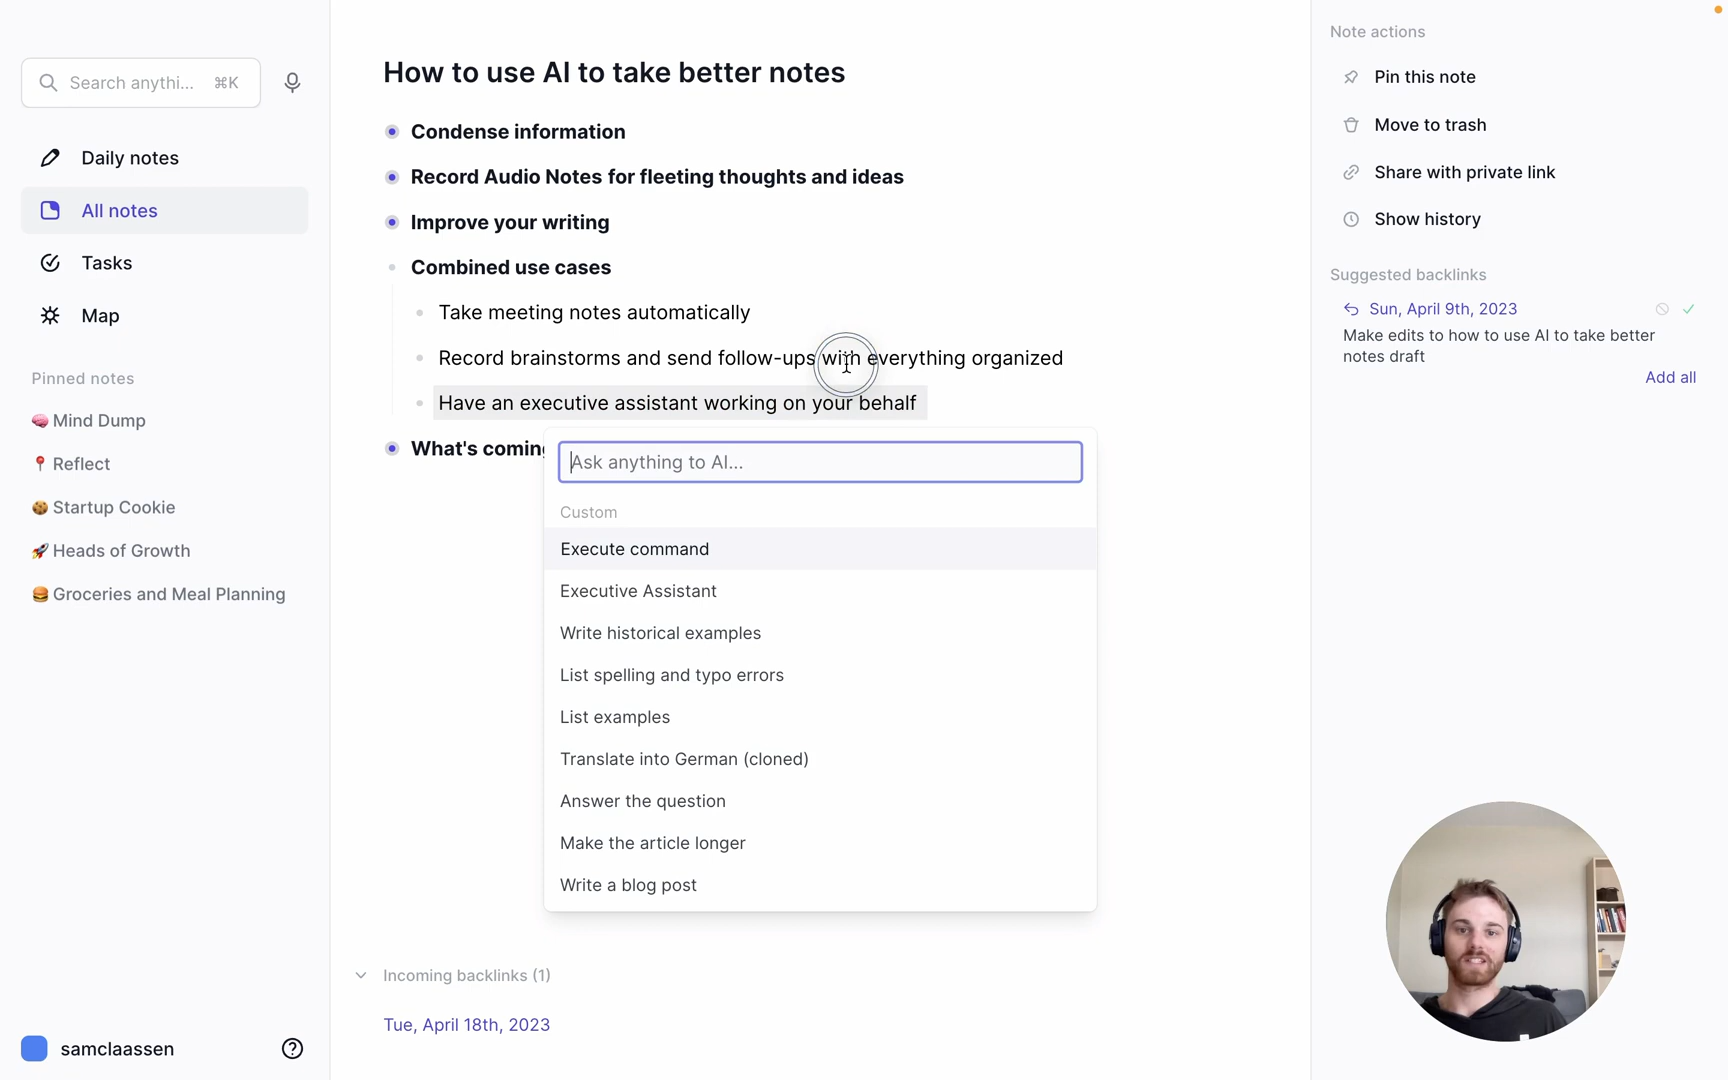 Search anythi... ⌘K
Daily notes
All notes
Tasks
Map
Pinned notes
🧠 Mind Dump
📍 Reflect
🍪 Startup Cookie
🚀 Heads of Growth
🍔 Groceries and Meal Planning
samclaassen
How to use AI to take better notes
Condense information
Record Audio Notes for fleeting thoughts and ideas
Improve your writing
Combined use cases
Take meeting notes automatically
Record brainstorms and send follow-ups with everything organized
Have an executive assistant working on your behalf
What's coming
Ask anything to AI...
Custom
Execute command
Executive Assistant
Write historical examples
List spelling and typo errors
List examples
Translate into German (cloned)
Answer the question
Make the article longer
Write a blog post
Incoming backlinks (1)
Tue, April 18th, 2023
Note actions
Pin this note
Move to trash
Share with private link
Show history
Suggested backlinks
Sun, April 9th, 2023
Make edits to how to use AI to take better
notes draft
Add all